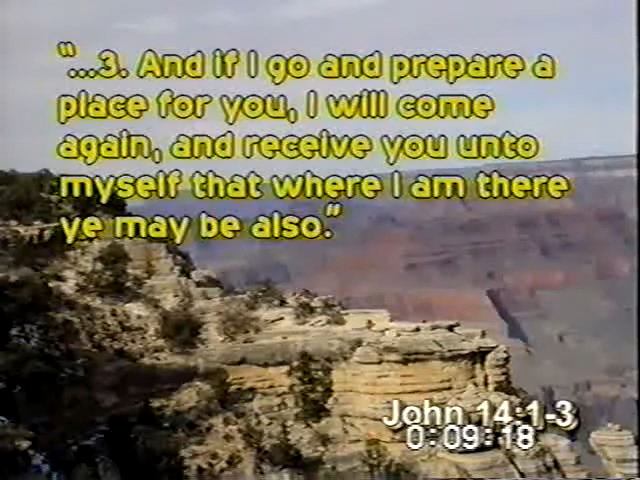 "...3. And if I go and prepare a
place for you, I will come
again, and receive you unto
myself that where I am there
ye may be also."
John 14:1-3
0:09:18